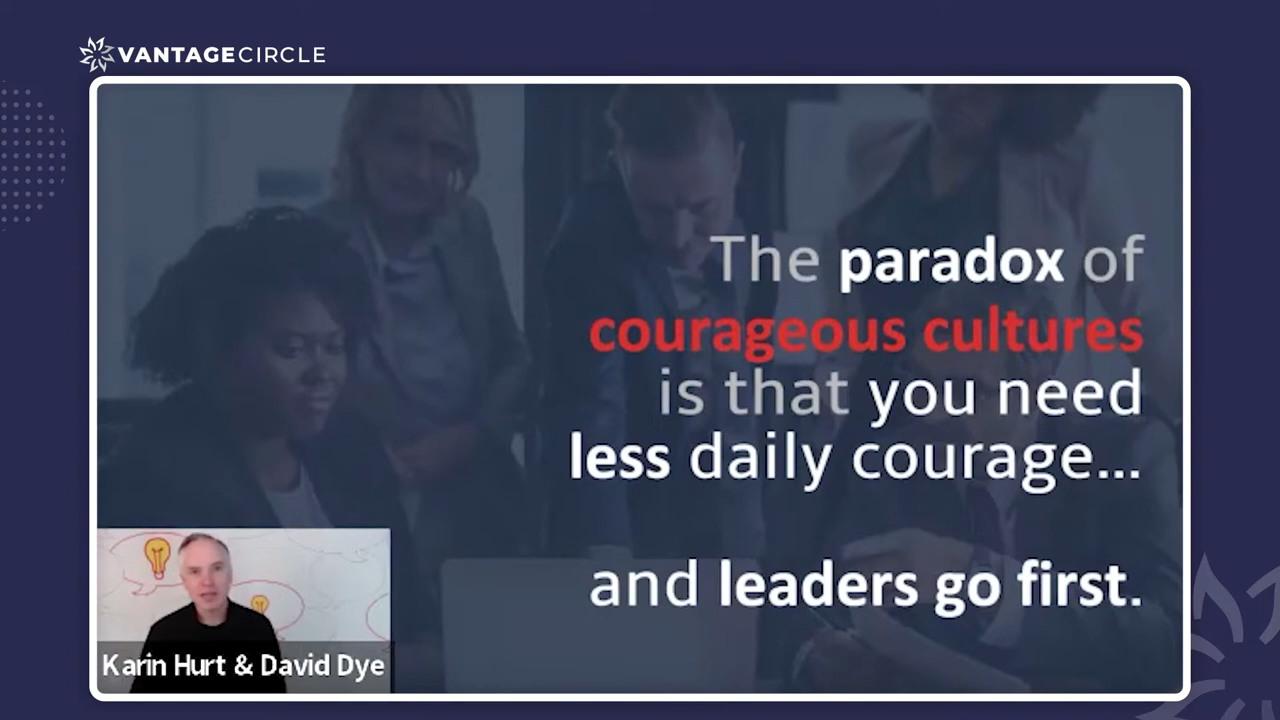 VANTAGECIRCLE
The paradox of
courageous cultures
is that you need
less daily courage...
and leaders go first.
Karin Hurt & David Dye